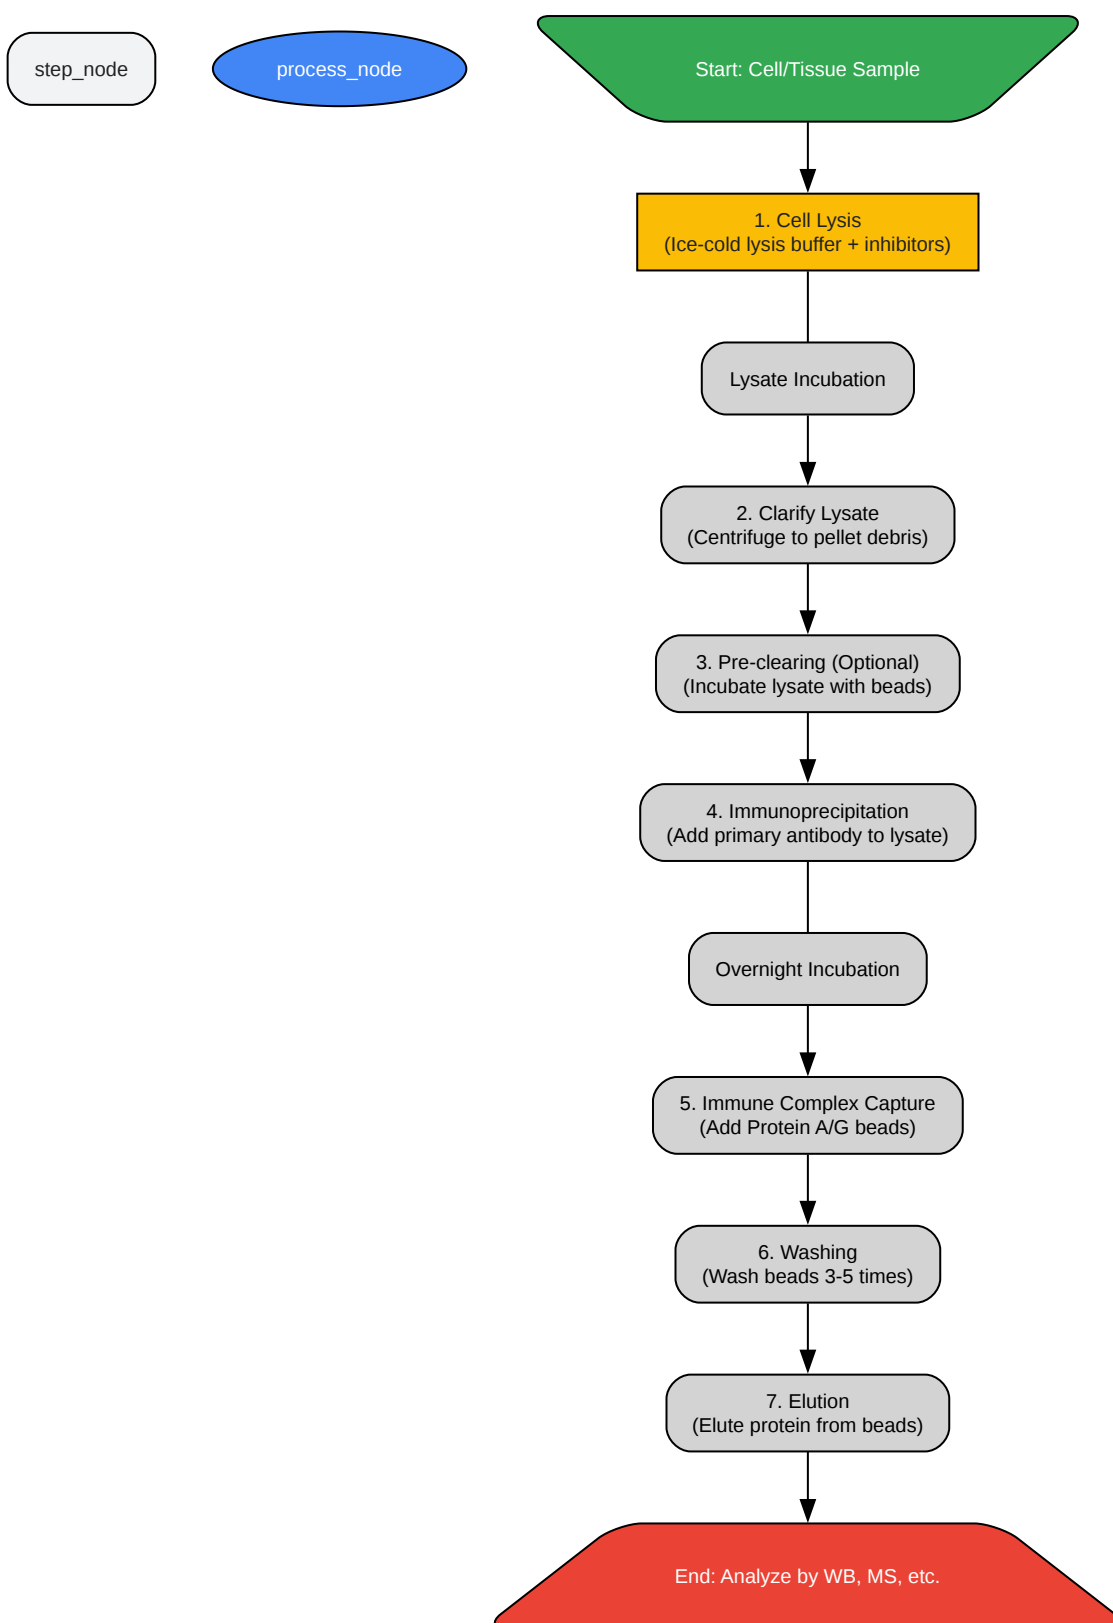 step_node
process_node
Start: Cell/Tissue Sample
1. Cell Lysis
(Ice-cold lysis buffer + inhibitors)
Lysate Incubation
2. Clarify Lysate
(Centrifuge to pellet debris)
3. Pre-clearing (Optional)
(Incubate lysate with beads)
4. Immunoprecipitation
(Add primary antibody to lysate)
Overnight Incubation
5. Immune Complex Capture
(Add Protein A/G beads)
6. Washing
(Wash beads 3-5 times)
7. Elution
(Elute protein from beads)
End: Analyze by WB, MS, etc.